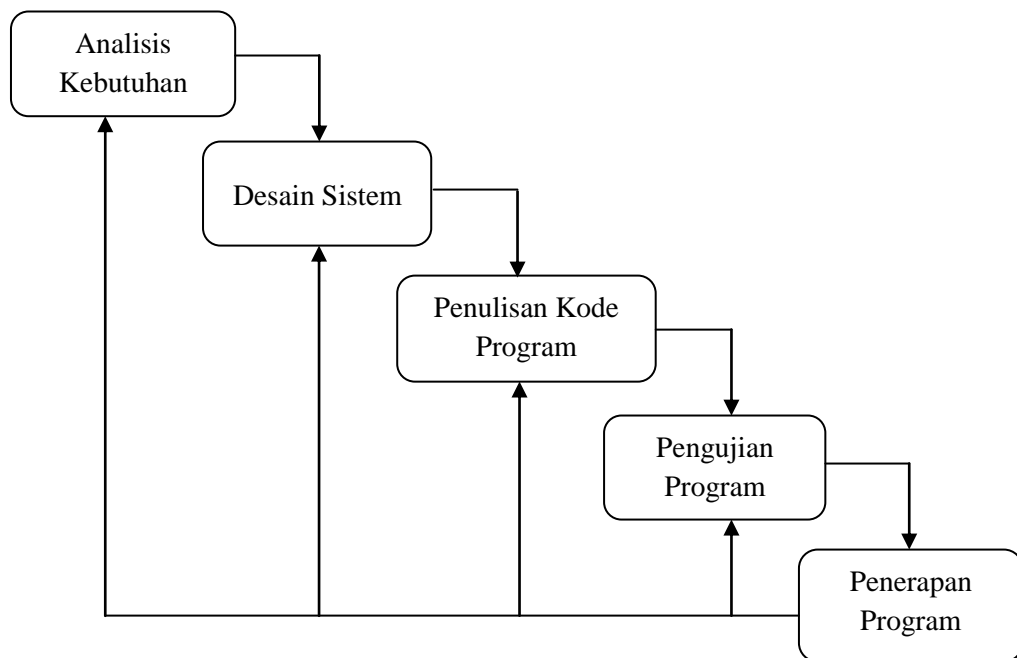 Analisis
Kebutuhan
Desain Sistem
Penulisan Kode
Program
Pengujian
Program
Penerapan
Program